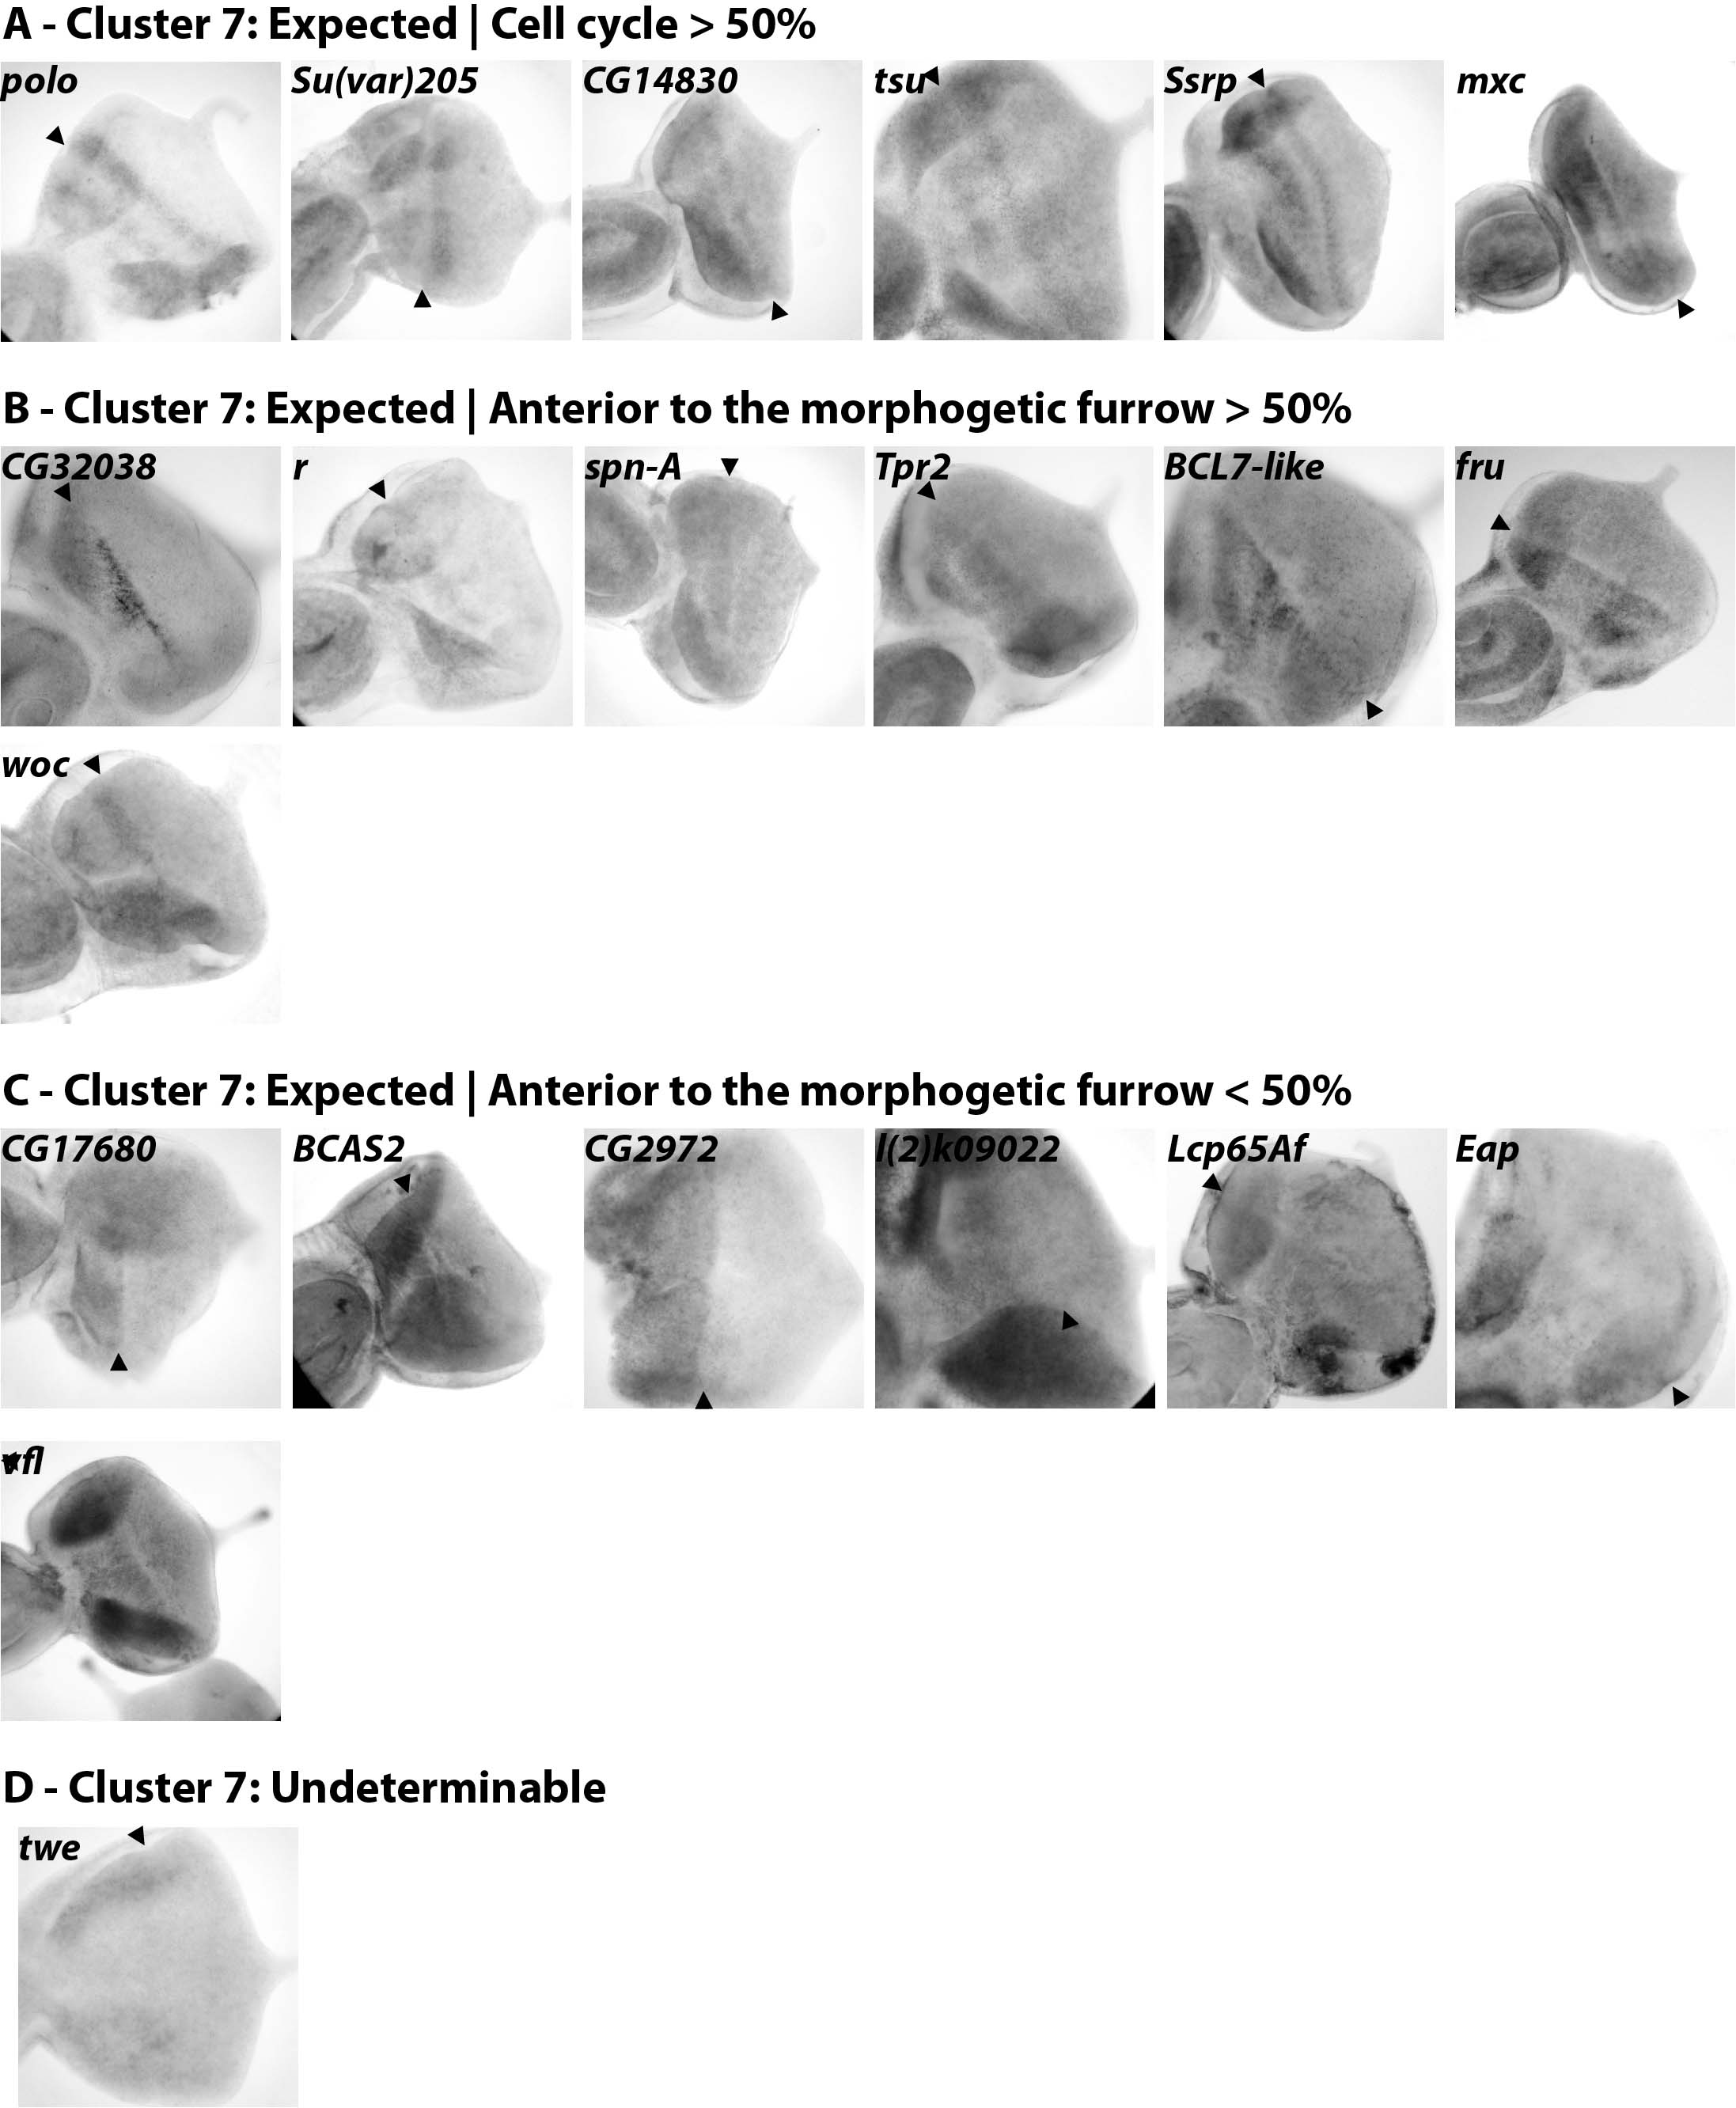 A - Cluster 7: Expected | Cell cycle > 50%
polo Su(var)205 CG14830 tsu Ssrp mxc
B - Cluster 7: Expected | Anterior to the morphogetic furrow > 50%
CG32038 r spn-A Tpr2 BCL7-like fru
woc
C - Cluster 7: Expected | Anterior to the morphogetic furrow < 50%
CG17680 BCAS2 CG2972 l(2)k09022 Lcp65Af Eap
vfl
D - Cluster 7: Undeterminable
twe